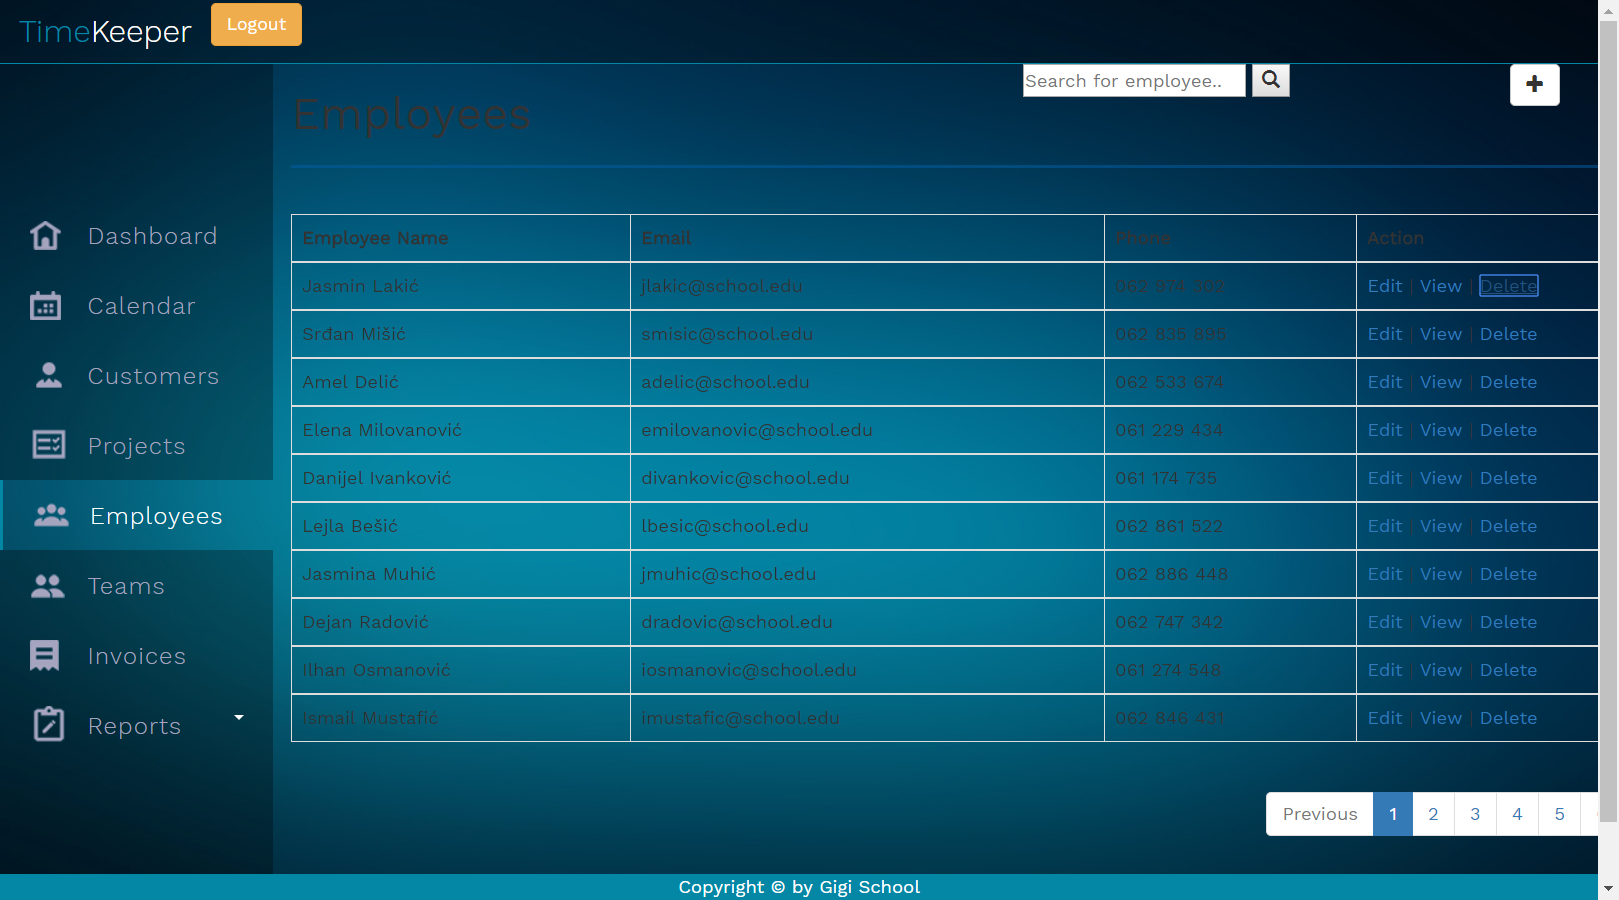 TimeKeeper Logout
Search for employee..
Employees
Dashboard
Calendar
Customers
Projects
Employees
Teams
Invoices
Reports
Employee Name Email Phone Action
Jasmin Lakić jlakic@school.edu 062 974 302 Edit | View | Delete
Srđan Mišić smisic@school.edu 062 835 895 Edit | View | Delete
Amel Delić adelic@school.edu 062 533 674 Edit | View | Delete
Elena Milovanović emilovanovic@school.edu 061 229 434 Edit | View | Delete
Danijel Ivanković divankovic@school.edu 061 174 735 Edit | View | Delete
Lejla Bešić lbesic@school.edu 062 861 522 Edit | View | Delete
Jasmina Muhić jmuhic@school.edu 062 886 448 Edit | View | Delete
Dejan Radović dradovic@school.edu 062 747 342 Edit | View | Delete
Ilhan Osmanović iosmanovic@school.edu 061 274 548 Edit | View | Delete
Ismail Mustafić imustafic@school.edu 062 846 431 Edit | View | Delete
Previous 1 2 3 4 5
Copyright © by Gigi School